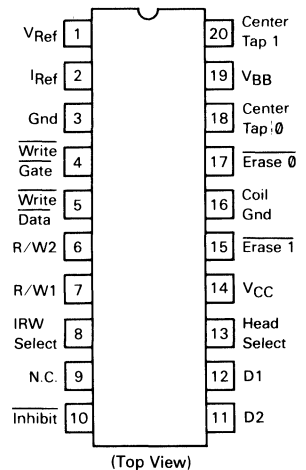 VRef 1
IRef 2
Gnd 3
Write
Gate 4
Write
Data 5
R/W2 6
R/W1 7
IRW
Select 8
N.C. 9
Inhibit 10
20 Center
Tap 1
19 VBB
18 Center
Tap 0
17 Erase 0
16 Coil
Gnd
15 Erase 1
14 VCC
13 Head
Select
12 D1
11 D2
(Top View)